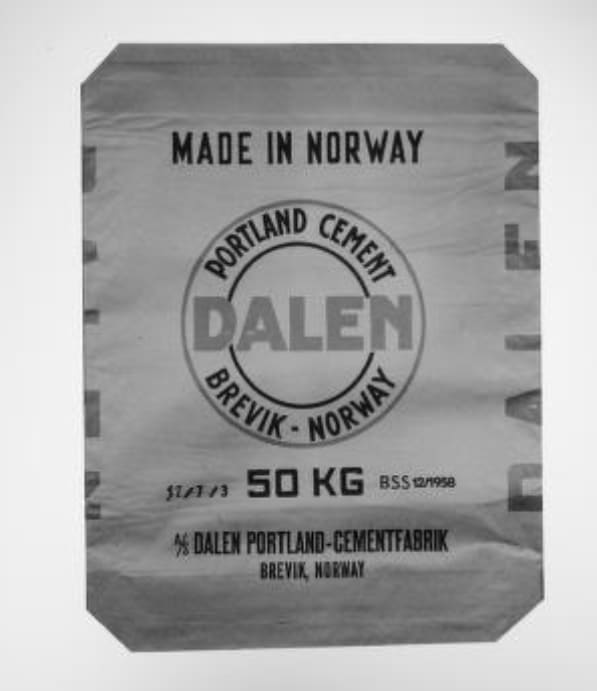 MADE IN NORWAY
PORTLAND CEMENT
DALEN
BREVIK - NORWAY
50 KG BSS 12/1958
A/S DALEN PORTLAND-CEMENTFABRIK
BREVIK, NORWAY
DALEN